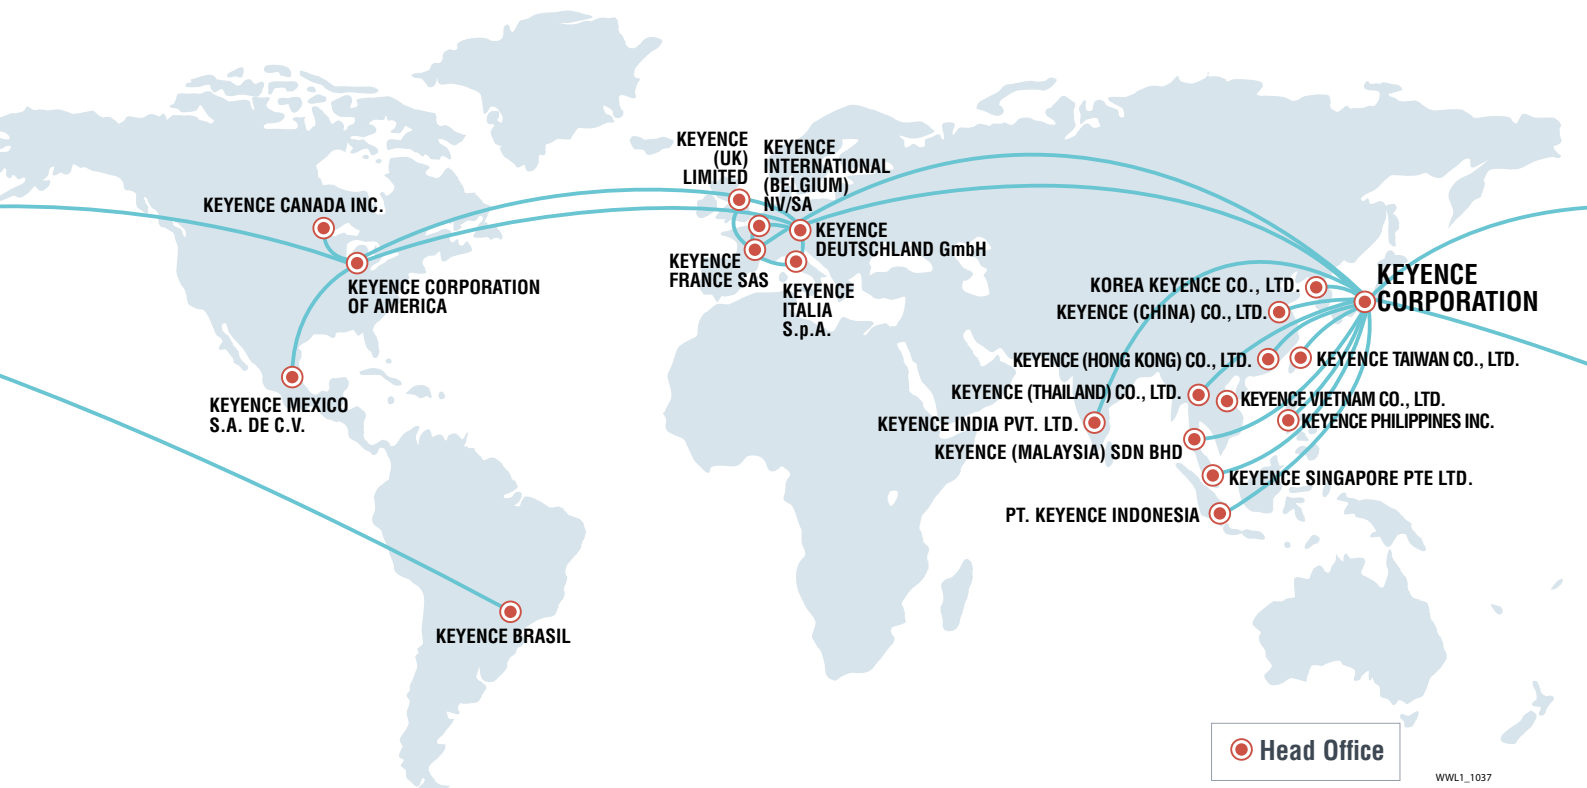 KEYENCE
(UK)
LIMITED
KEYENCE
INTERNATIONAL
(BELGIUM)
NV/SA
KEYENCE CANADA INC.
KEYENCE
DEUTSCHLAND GmbH
KEYENCE
FRANCE SAS
KEYENCE CORPORATION
OF AMERICA
KEYENCE
ITALIA
S.p.A.
KOREA KEYENCE CO., LTD.
KEYENCE
CORPORATION
KEYENCE (CHINA) CO., LTD.
KEYENCE (HONG KONG) CO., LTD.
KEYENCE TAIWAN CO., LTD.
KEYENCE (THAILAND) CO., LTD.
KEYENCE VIETNAM CO., LTD.
KEYENCE MEXICO
S.A. DE C.V.
KEYENCE INDIA PVT. LTD.
KEYENCE PHILIPPINES INC.
KEYENCE (MALAYSIA) SDN BHD
KEYENCE SINGAPORE PTE LTD.
PT. KEYENCE INDONESIA
KEYENCE BRASIL
Head Office
WWL1_1037